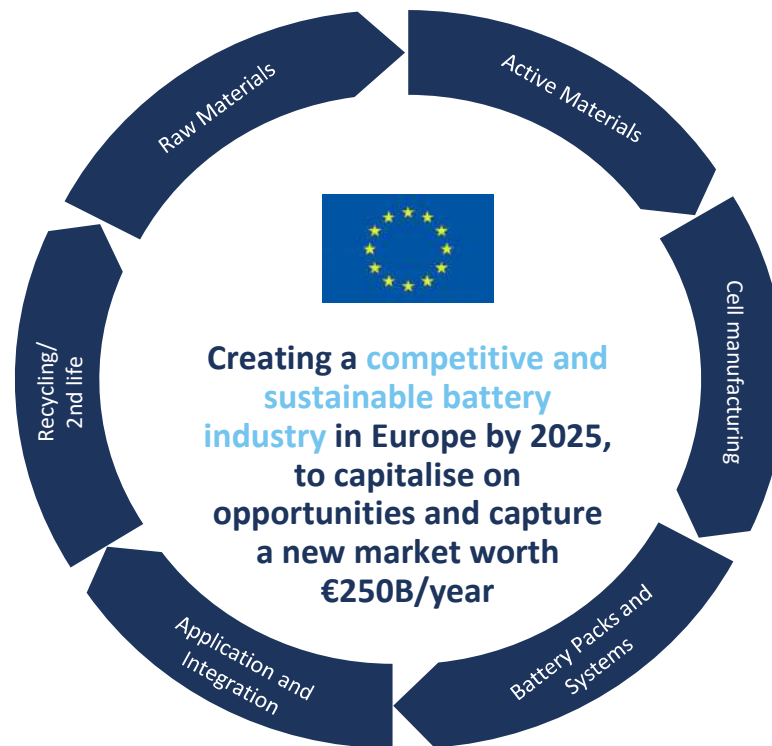 Raw Materials
Active Materials
Cell manufacturing
Battery Packs and
Systems
Application and
Integration
Recycling/
2nd life
Creating a competitive and
sustainable battery
industry in Europe by 2025,
to capitalise on
opportunities and capture
a new market worth
€250B/year